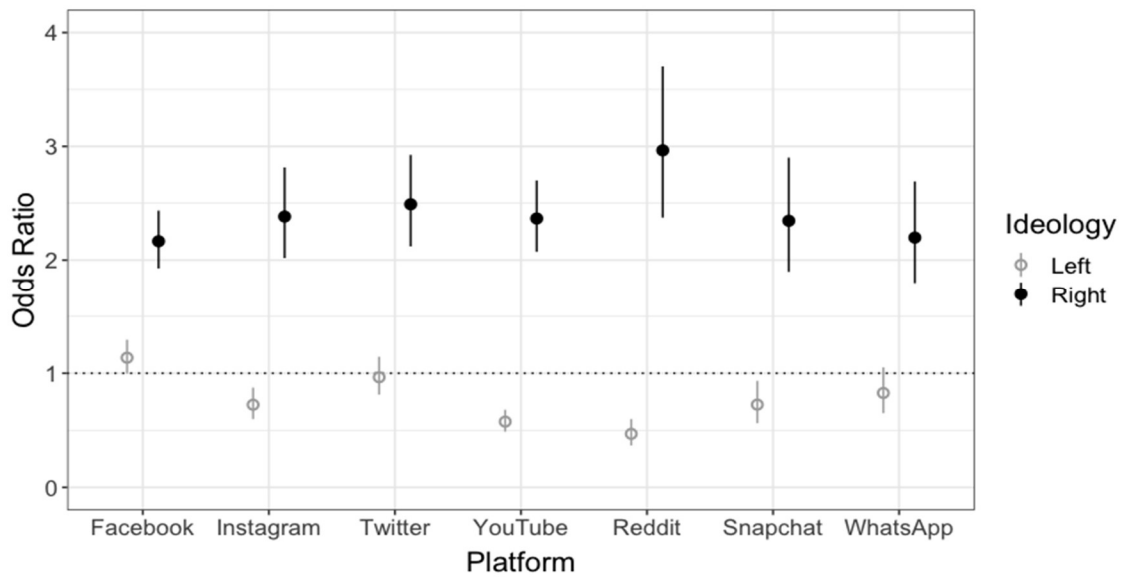 4
3
2
1
0
Odds Ratio
Facebook Instagram Twitter YouTube Reddit Snapchat WhatsApp
Platform
Ideology
Left
Right